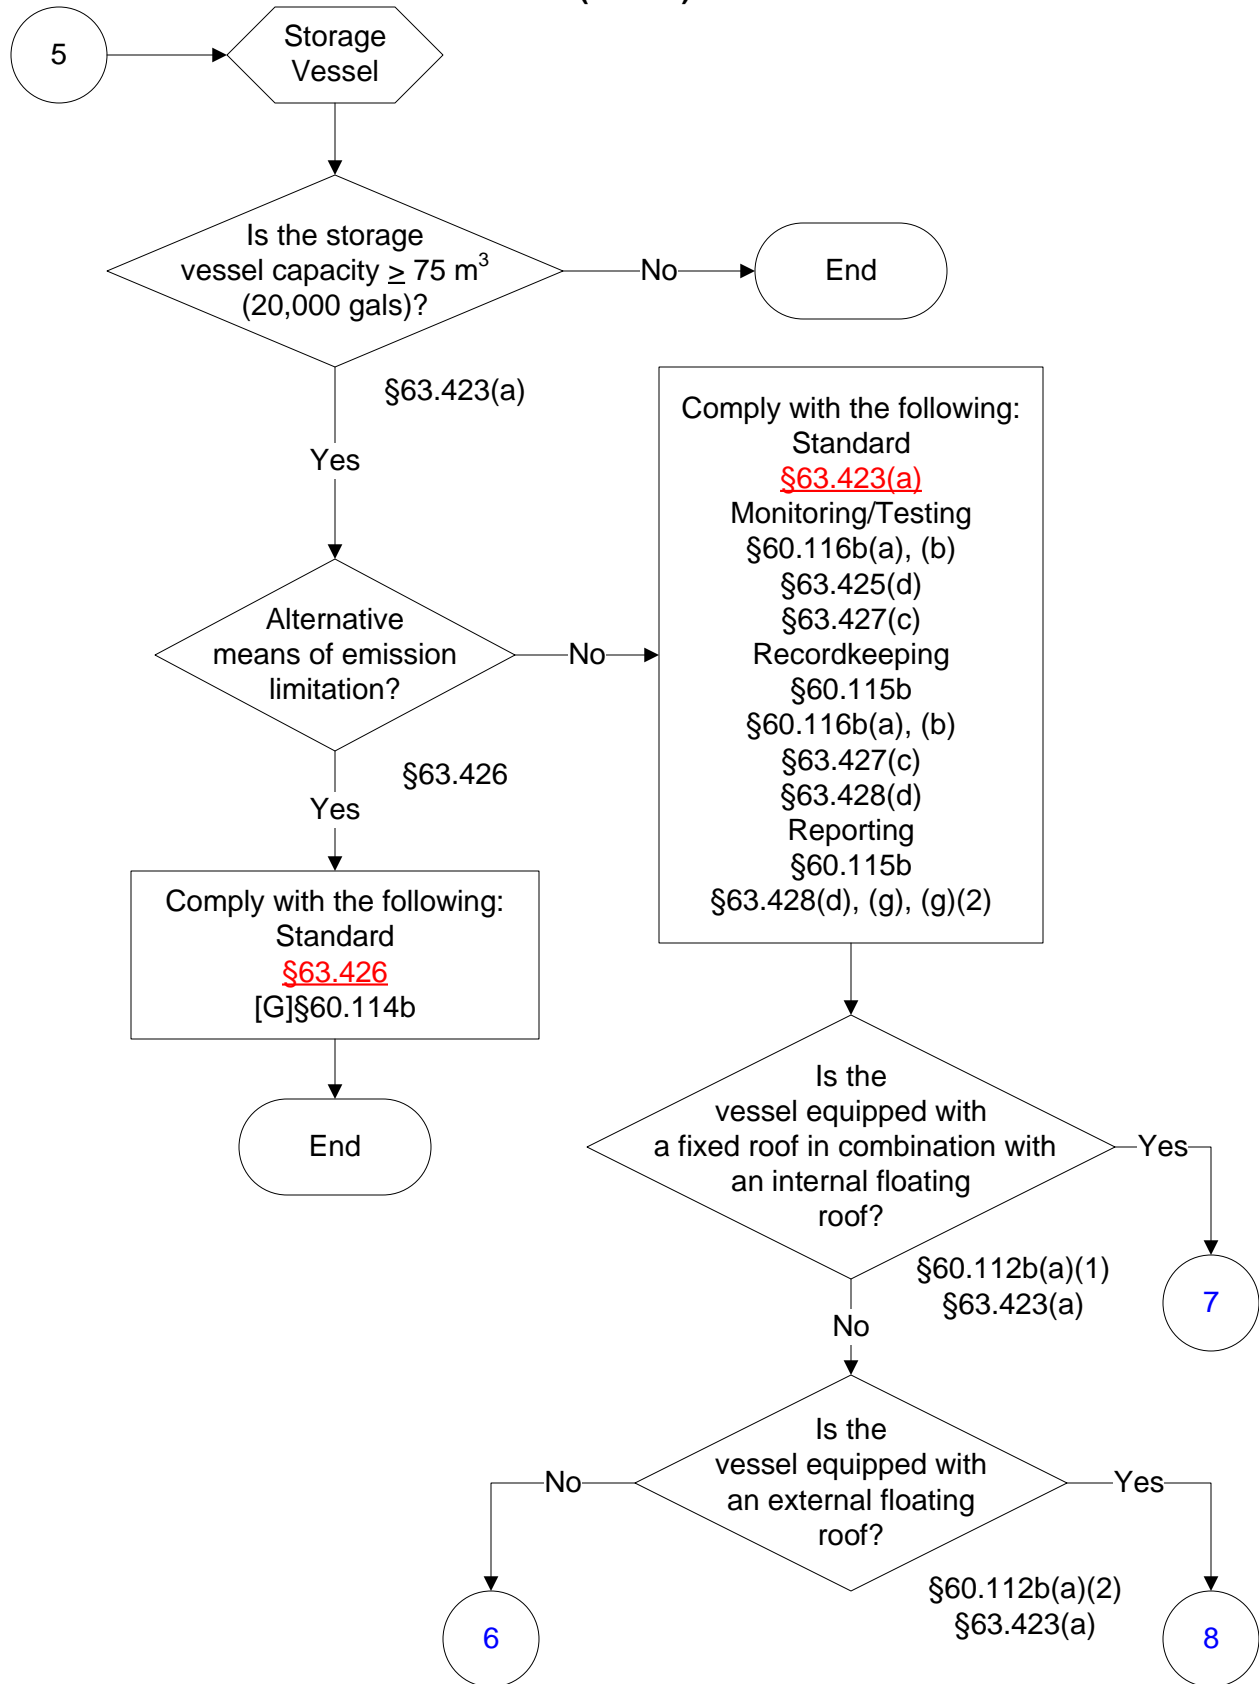 5
Storage
Vessel
Is the storage
vessel capacity ≥ 75 m³
(20,000 gals)?
No
End
§63.423(a)
Yes
Alternative
means of emission
limitation?
No
§63.426
Yes
Comply with the following:
Standard
§63.426
[G]§60.114b
End
Comply with the following:
Standard
§63.423(a)
Monitoring/Testing
§60.116b(a), (b)
§63.425(d)
§63.427(c)
Recordkeeping
§60.115b
§60.116b(a), (b)
§63.427(c)
§63.428(d)
Reporting
§60.115b
§63.428(d), (g), (g)(2)
Is the
vessel equipped with
a fixed roof in combination with
an internal floating
roof?
Yes
§60.112b(a)(1)
§63.423(a)
7
No
Is the
vessel equipped with
an external floating
roof?
No
Yes
§60.112b(a)(2)
§63.423(a)
6
8